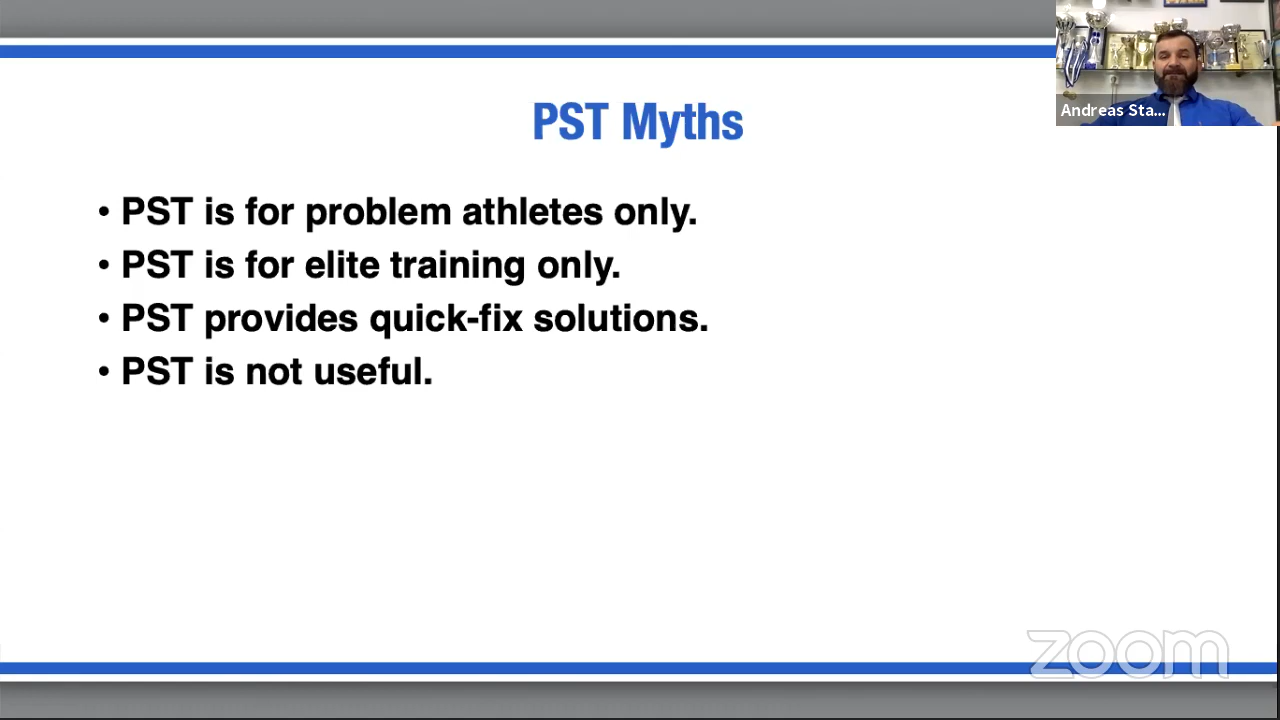 PST Myths
Andreas Sta...
• PST is for problem athletes only.
• PST is for elite training only.
• PST provides quick-fix solutions.
• PST is not useful.
zoom